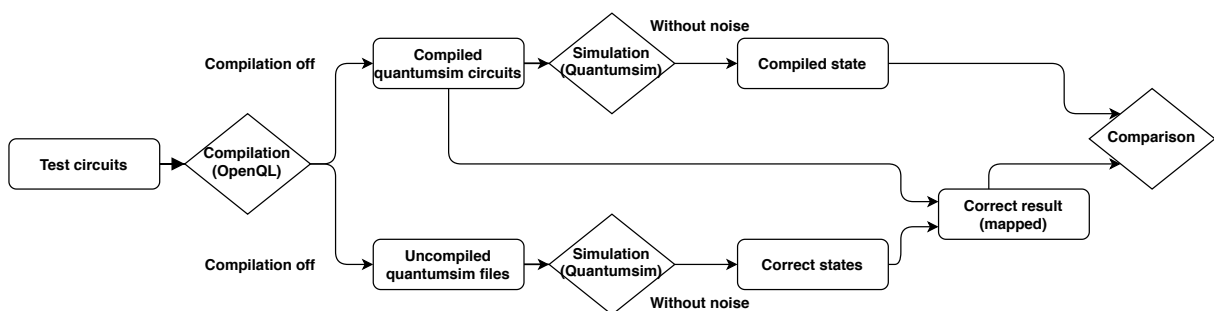 Without noise
Compilation off
Compiled
quantumsim circuits
Simulation
(Quantumsim)
Compiled state
Test circuits
Compilation
(OpenQL)
Comparison
Correct result
(mapped)
Compilation off
Uncompiled
quantumsim files
Simulation
(Quantumsim)
Correct states
Without noise